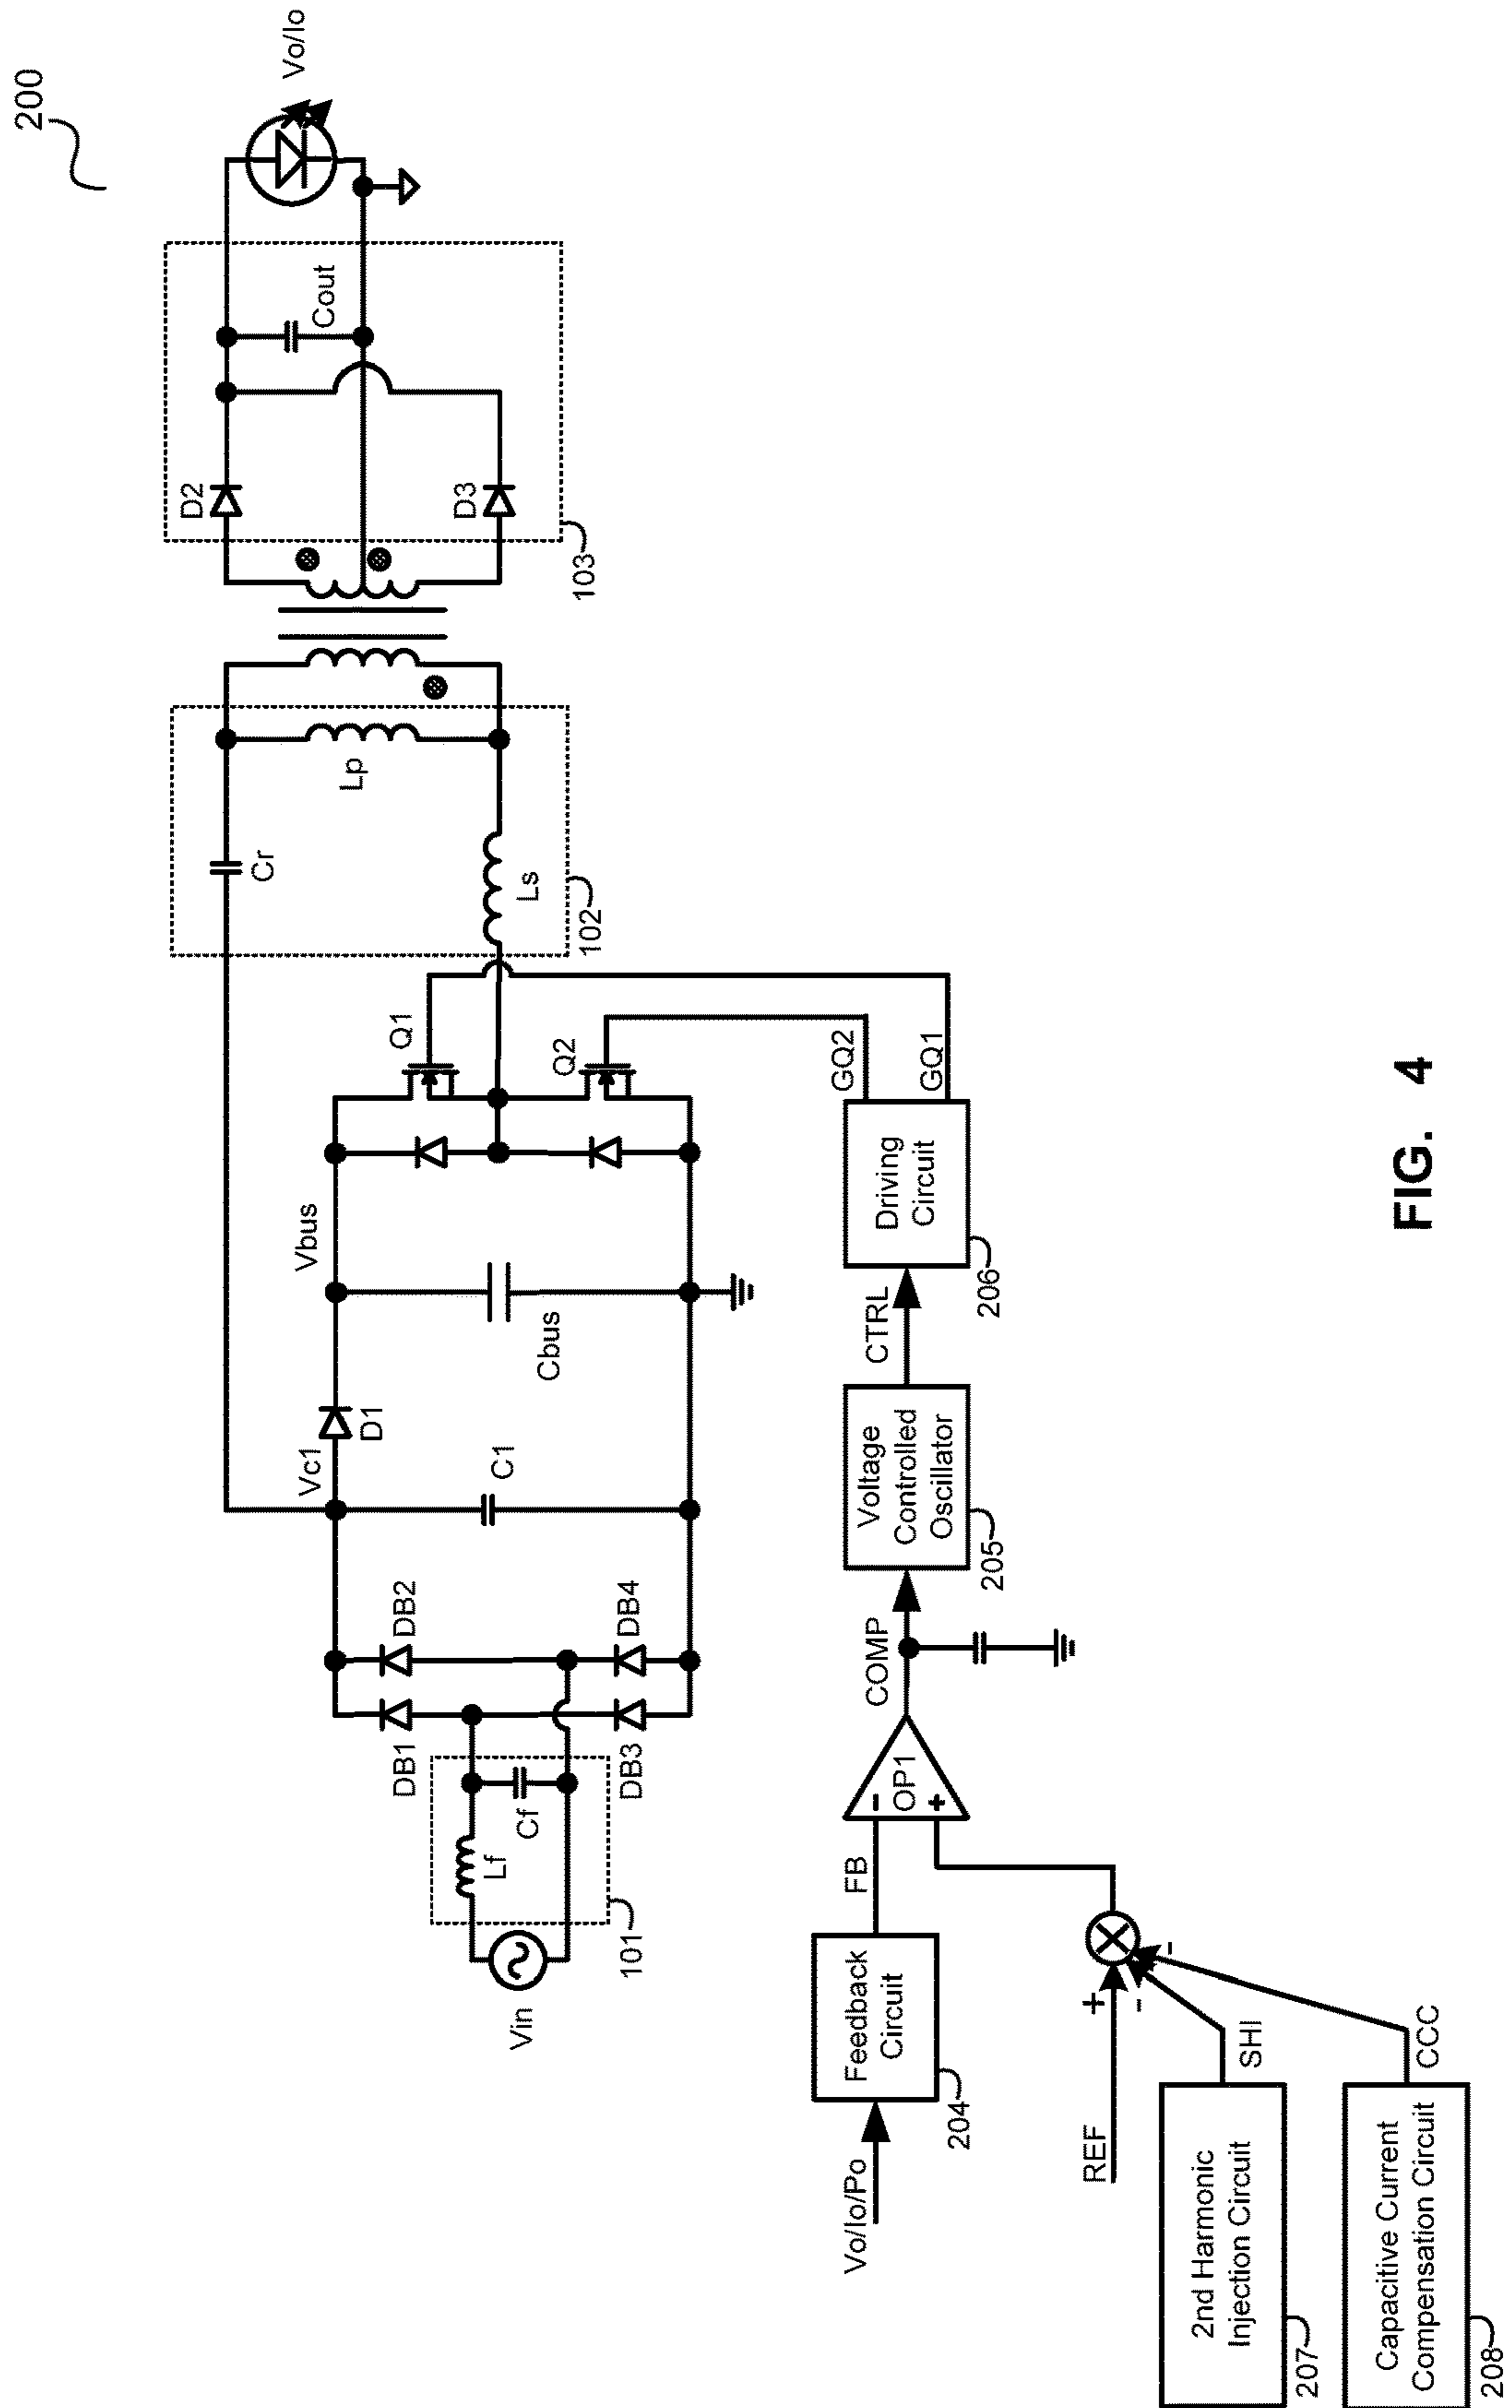 200
Vin
Lf
Cf
101
DB1
DB2
DB3
DB4
Vc1
C1
D1
Vbus
Cbus
Q1
Q2
Cr
Lp
Ls
102
D2
D3
Cout
103
Vo/Io
Vo/Io/Po
Feedback
Circuit
204
FB
REF
+
-
-
SHI
CCC
2nd Harmonic
Injection Circuit
207
Capacitive Current
Compensation Circuit
208
-
OP1
+
COMP
Voltage
Controlled
Oscillator
205
CTRL
Driving
Circuit
206
GQ2
GQ1
FIG. 4